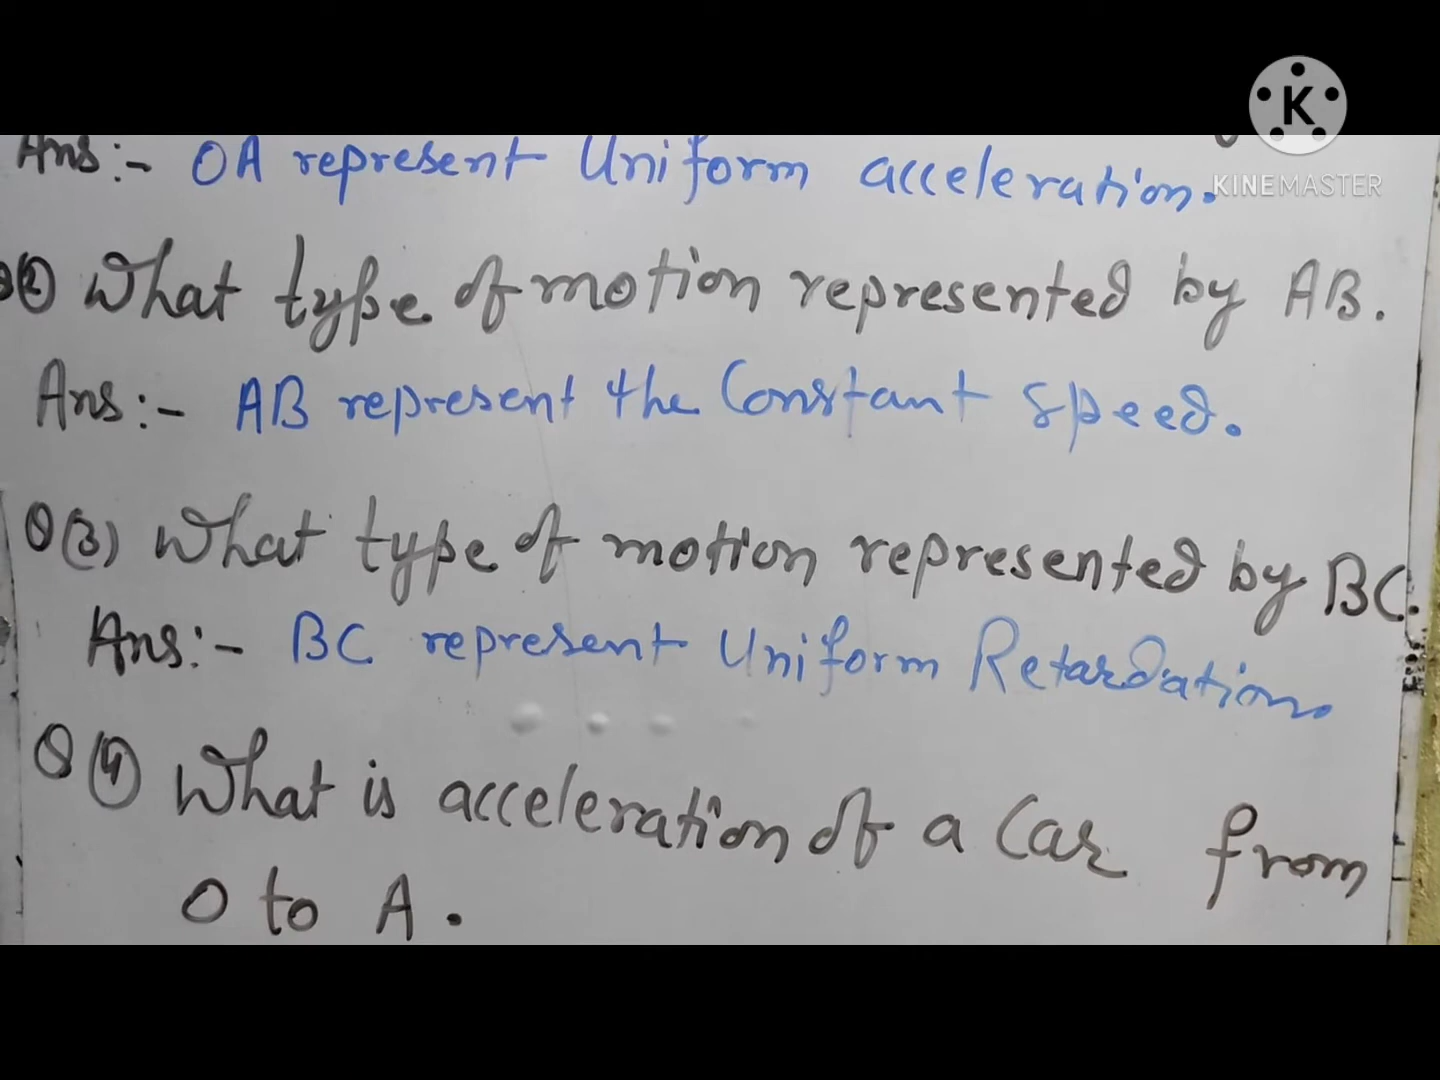 K
KINEMASTER
Ans:- OA represent Uniform acceleration.
(2) What type of motion represented by AB.
Ans:- AB represent the Constant Speed.
Q(3) What type of motion represented by BC.
Ans:- BC represent Uniform Retardation.
Q(4) What is acceleration of a Car from
O to A.